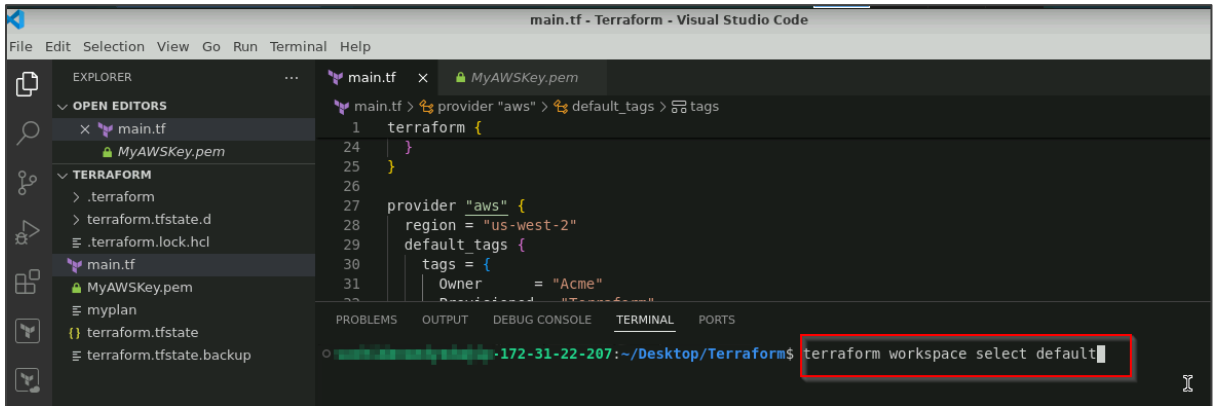 main.tf - Terraform - Visual Studio Code
File Edit Selection View Go Run Terminal Help
EXPLORER ...
OPEN EDITORS
main.tf
MyAWSKey.pem
TERRAFORM
.terraform
terraform.tfstate.d
.terraform.lock.hcl
main.tf
MyAWSKey.pem
myplan
{} terraform.tfstate
terraform.tfstate.backup
main.tf MyAWSKey.pem
main.tf > provider "aws" > default_tags > tags
1 terraform {
24 }
25 }
26
27 provider "aws" {
28 region = "us-west-2"
29 default_tags {
30 tags = {
31 Owner = "Acme"
PROBLEMS OUTPUT DEBUG CONSOLE TERMINAL PORTS
-172-31-22-207:~/Desktop/Terraform$ terraform workspace select default